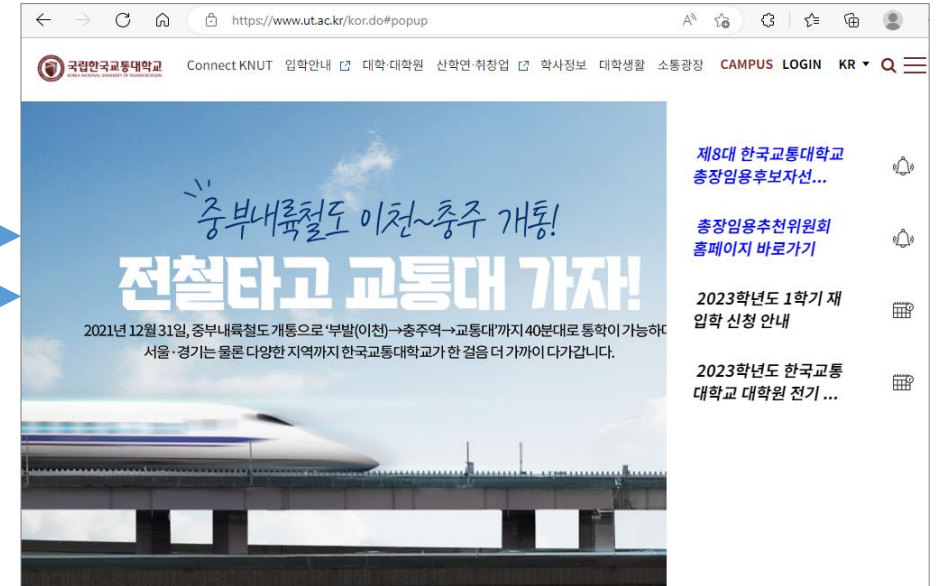 https://www.ut.ac.kr/kor.do#popup
국립한국교통대학교
KOREA NATIONAL UNIVERSITY OF TRANSPORTATION
Connect KNUT 입학안내 대학·대학원 산학연·취창업 학사정보 대학생활 소통광장 CAMPUS LOGIN KR
중부내륙철도 이천~충주 개통!
전철타고 교통대 가자!
2021년 12월 31일, 중부내륙철도 개통으로 '부발(이천)→충주역→교통대'까지 40분대로 통학이 가능하다
서울·경기는 물론 다양한 지역까지 한국교통대학교가 한 걸음 더 가까이 다가갑니다.
제8대 한국교통대학교
총장임용후보자선...
총장임용추천위원회
홈페이지 바로가기
2023학년도 1학기 재
입학 신청 안내
2023학년도 한국교통
대학교 대학원 전기 ...